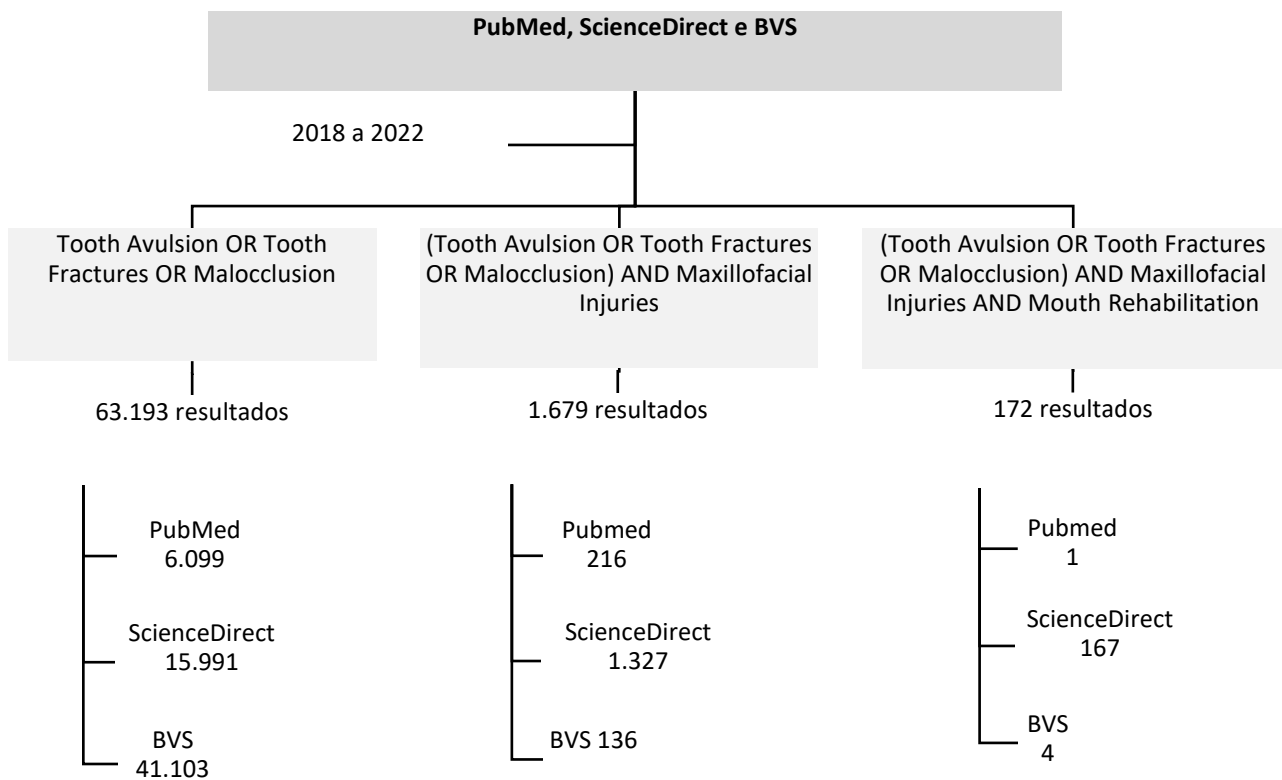 PubMed, ScienceDirect e BVS
2018 a 2022
Tooth Avulsion OR Tooth
Fractures OR Malocclusion
(Tooth Avulsion OR Tooth Fractures
OR Malocclusion) AND Maxillofacial
Injuries
(Tooth Avulsion OR Tooth Fractures
OR Malocclusion) AND Maxillofacial
Injuries AND Mouth Rehabilitation
63.193 resultados
1.679 resultados
172 resultados
PubMed
6.099
ScienceDirect
15.991
BVS
41.103
Pubmed
216
ScienceDirect
1.327
BVS 136
Pubmed
1
ScienceDirect
167
BVS
4